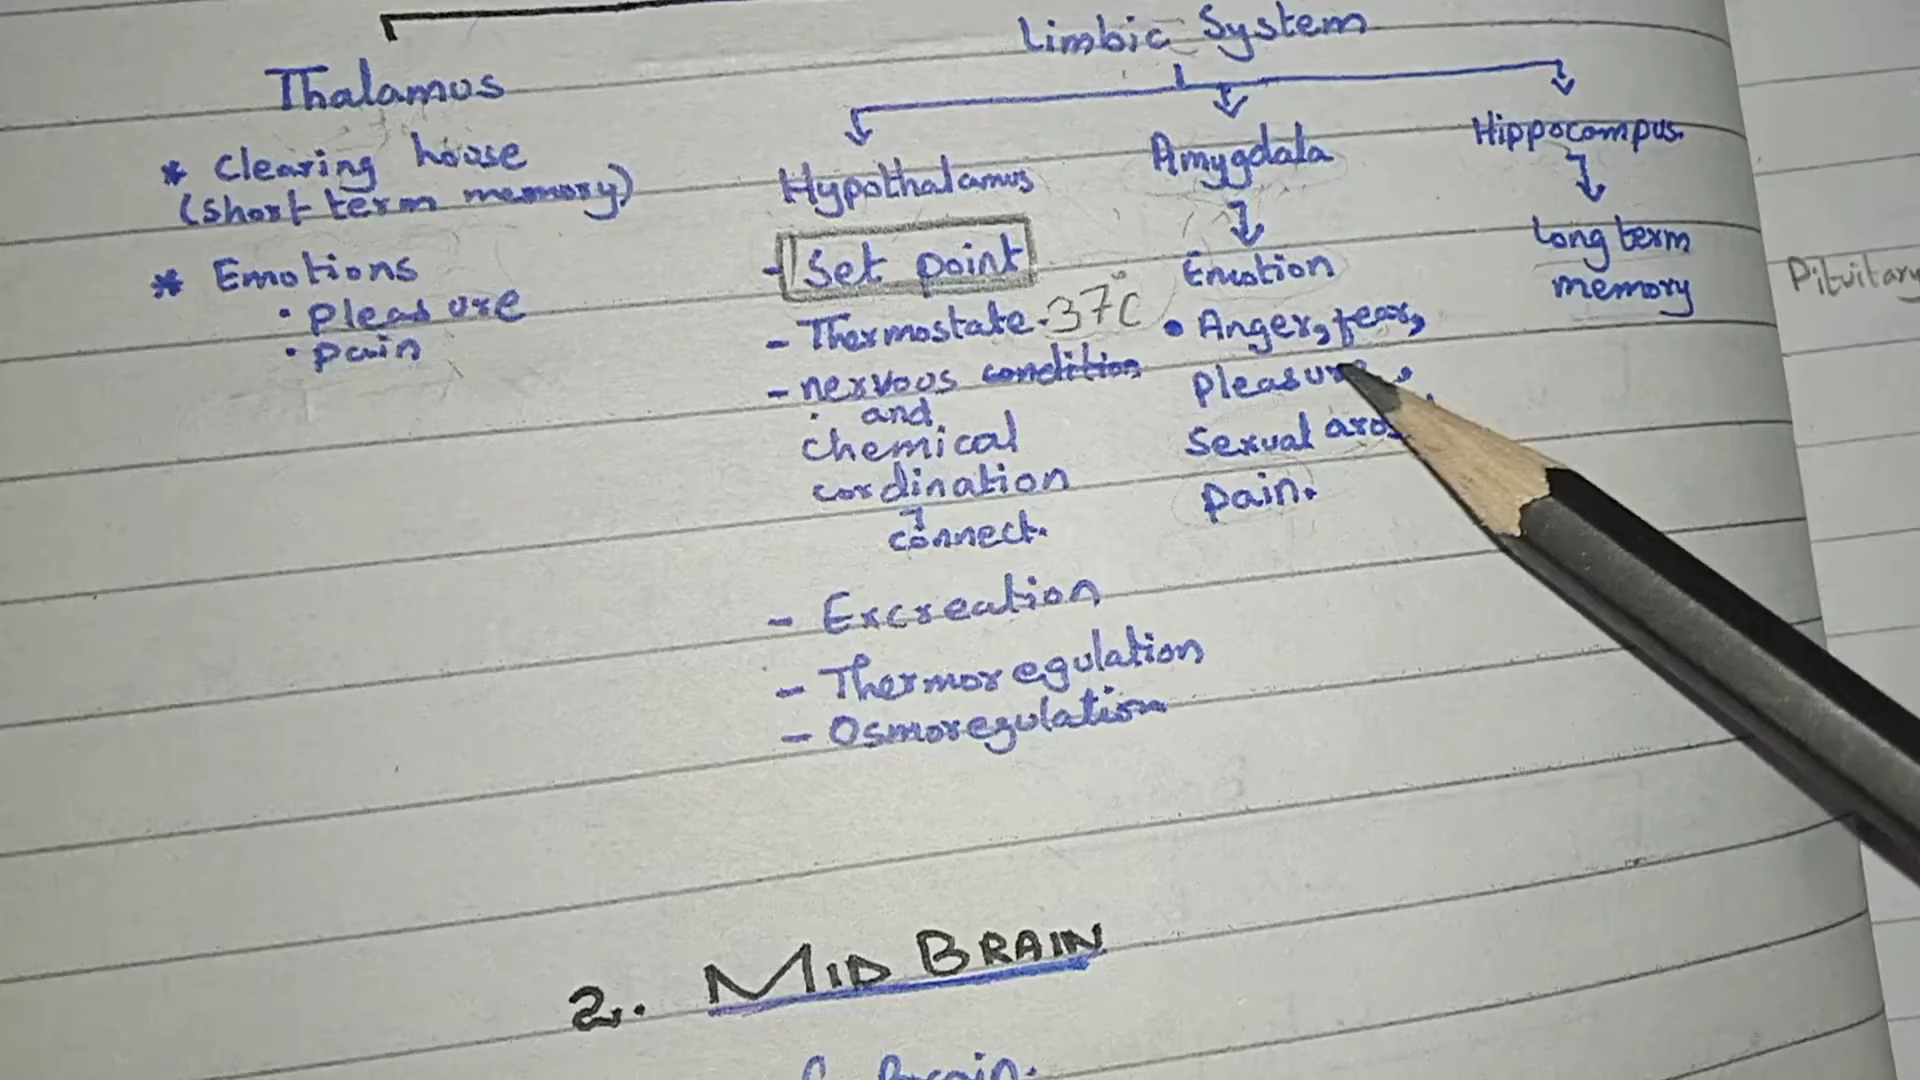 Limbic System
Thalamus
* Clearing house
(short term memory)
* Emotions
• pleasure
• pain
Hypothalamus
- Set point
- Thermostate. 37°C
- nervous condition
and
chemical
cordination
connect.
- Excreation
- Thermoregulation
- Osmoregulation
Amygdala
Emotion
• Anger, fear,
pleasure,
Sexual
pain.
Hippocampus
Long term
memory
Pituitary
2. MID BRAIN
Brain.